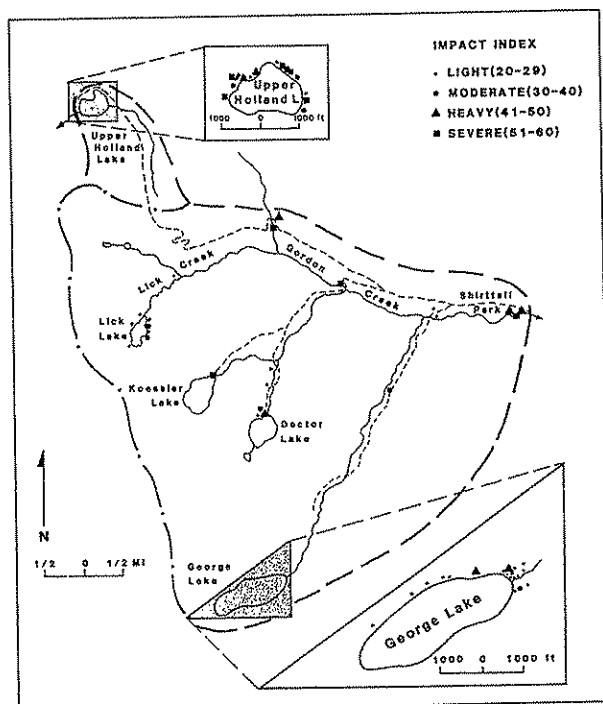 IMPACT INDEX
LIGHT(20-29)
MODERATE(30-40)
HEAVY(41-50)
SEVERE(51-60)
Upper
Holland L
1000 0 1000 ft
Upper
Holland
Lake
Lick Creek
Gordon
Creek
Shirttail
Park
Lick
Lake
Koessler
Lake
Doctor
Lake
N
1/2 0 1/2 MI
George
Lake
George Lake
1000 0 1000 ft